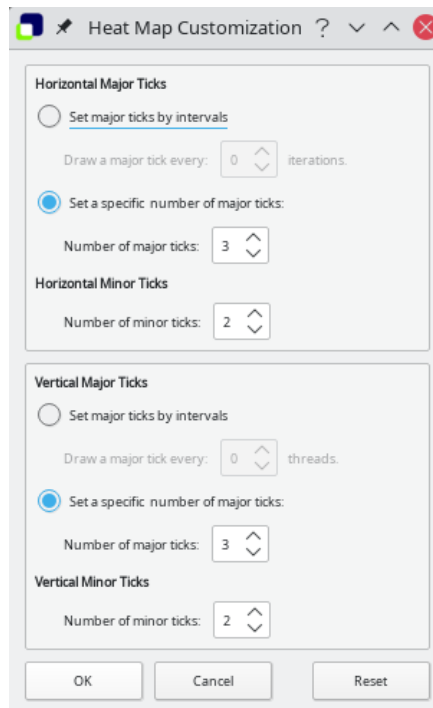 Heat Map Customization
Horizontal Major Ticks
Set major ticks by intervals
Draw a major tick every: 0 iterations.
Set a specific number of major ticks:
Number of major ticks: 3
Horizontal Minor Ticks
Number of minor ticks: 2
Vertical Major Ticks
Set major ticks by intervals
Draw a major tick every: 0 threads.
Set a specific number of major ticks:
Number of major ticks: 3
Vertical Minor Ticks
Number of minor ticks: 2
OK Cancel Reset